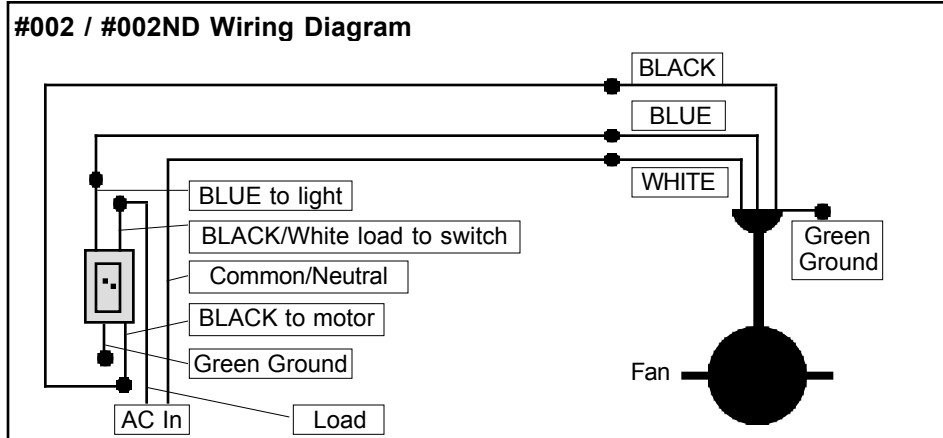 #002 / #002ND Wiring Diagram
BLACK
BLUE
WHITE
BLUE to light
BLACK/White load to switch
Common/Neutral
BLACK to motor
Green Ground
AC In
Load
Green
Ground
Fan